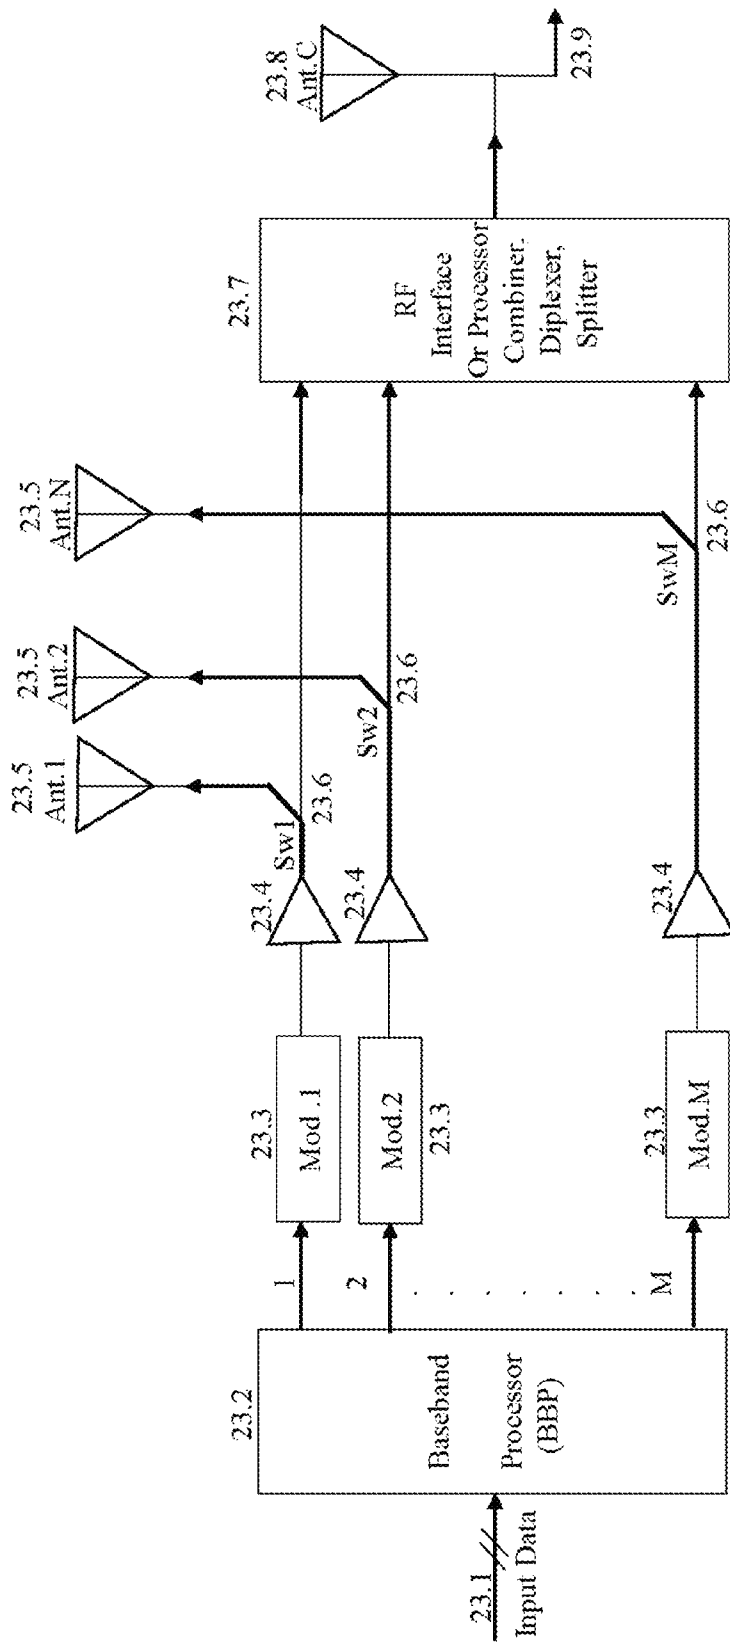 23.1
Input Data
23.2
Baseband
Processor
(BBP)
1
2
. . . . . . .
M
23.3
Mod .1
Mod.2
23.3
23.3
Mod.M
23.4
23.4
23.4
Sw1
23.6
Sw2
23.6
SwM
23.6
23.5
Ant.1
23.5
Ant.2
23.5
Ant.N
23.7
RF
Interface
Or Processor
Combiner.
Diplexer,
Splitter
23.8
Ant.C
23.9